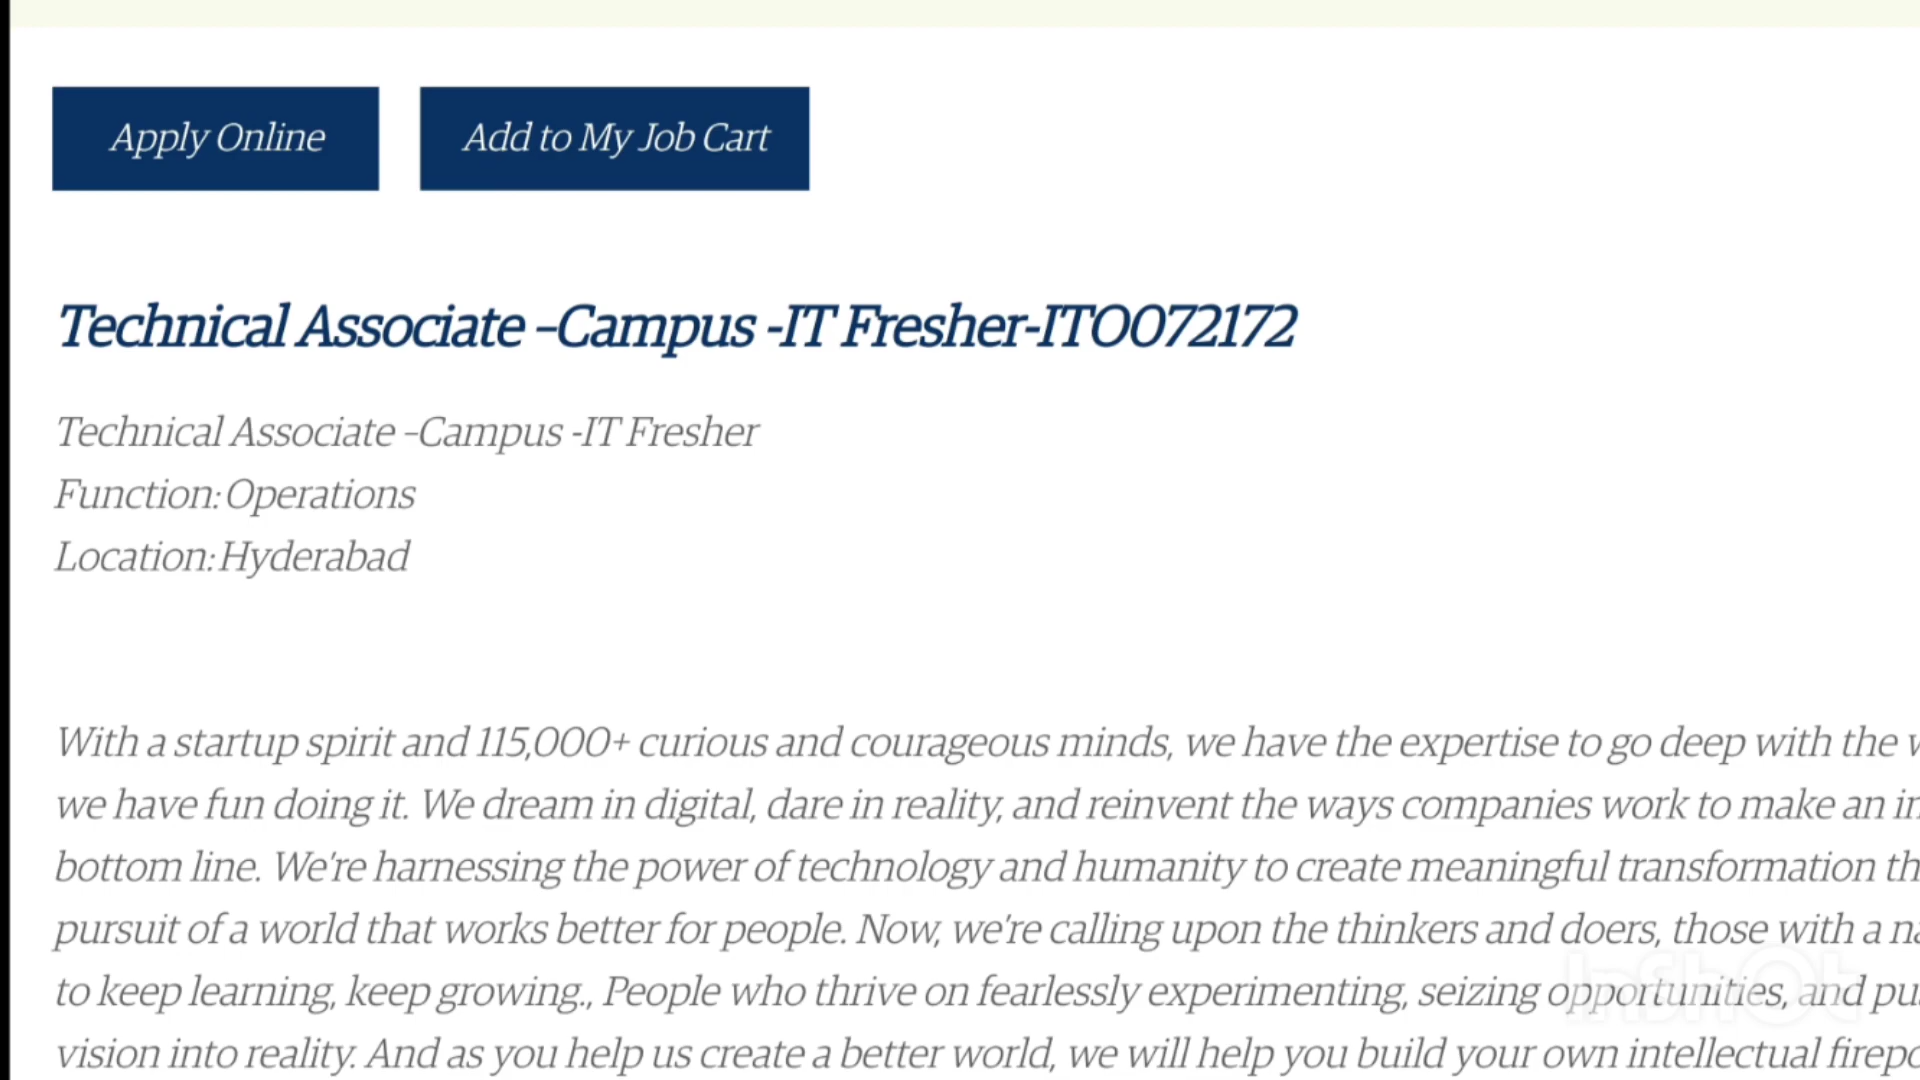 Apply Online
Add to My Job Cart
Technical Associate –Campus -IT Fresher-ITO072172
Technical Associate –Campus -IT Fresher
Function: Operations
Location: Hyderabad
With a startup spirit and 115,000+ curious and courageous minds, we have the expertise to go deep with the
we have fun doing it. We dream in digital, dare in reality, and reinvent the ways companies work to make an
bottom line. We're harnessing the power of technology and humanity to create meaningful transformation
pursuit of a world that works better for people. Now, we're calling upon the thinkers and doers, those with a
to keep learning, keep growing., People who thrive on fearlessly experimenting, seizing opportunities, and
vision into reality. And as you help us create a better world, we will help you build your own intellectual
InShOt